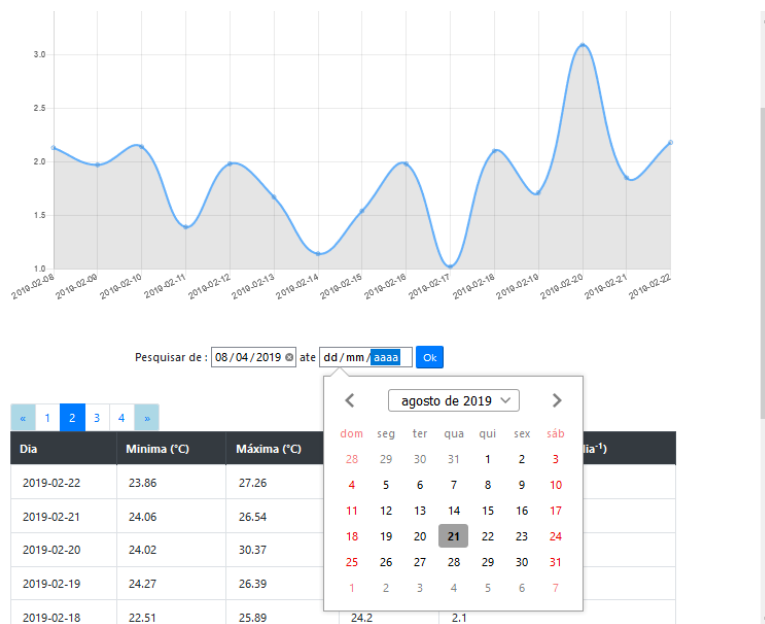 3.0
2.5
2.0
1.5
1.0
2019-02-08 2019-02-09 2019-02-10 2019-02-11 2019-02-12 2019-02-13 2019-02-14 2019-02-15 2019-02-16 2019-02-17 2019-02-18 2019-02-19 2019-02-20 2019-02-21 2019-02-22
Pesquisar de : 08/04/2019 ate dd/mm/aaaa Ok
agosto de 2019
« 1 2 3 4 »
dom seg ter qua qui sex sáb
28 29 30 31 1 2 3
4 5 6 7 8 9 10
11 12 13 14 15 16 17
18 19 20 21 22 23 24
25 26 27 28 29 30 31
1 2 3 4 5 6 7
Dia Minima (°C) Máxima (°C) dia⁻¹)
2019-02-22 23.86 27.26
2019-02-21 24.06 26.54
2019-02-20 24.02 30.37
2019-02-19 24.27 26.39
2019-02-18 22.51 25.89 24.2 2.1